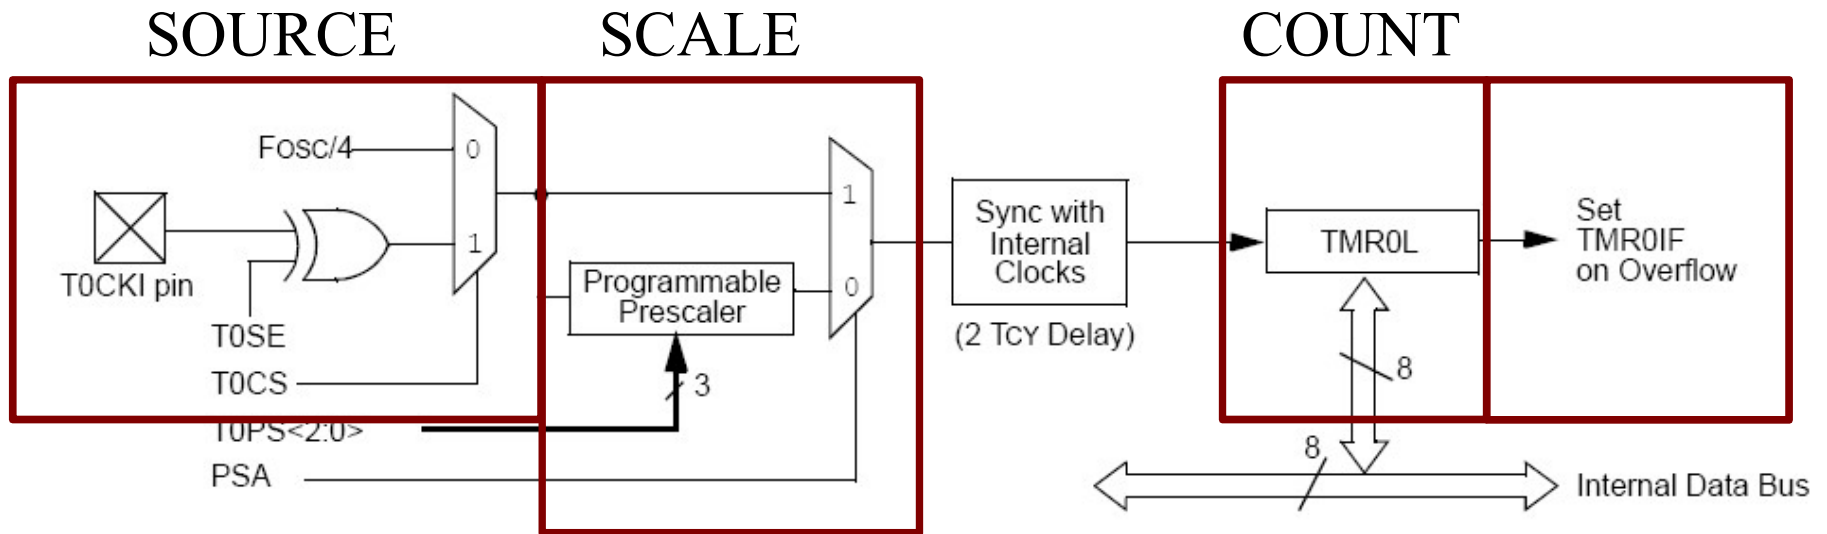 SOURCE
SCALE
COUNT
Fosc/4
0
1
T0CKI pin
T0SE
T0CS
T0PS<2:0>
PSA
Programmable
Prescaler
3
1
0
Sync with
Internal
Clocks
(2 TCY Delay)
TMR0L
8
8
Set
TMR0IF
on Overflow
Internal Data Bus